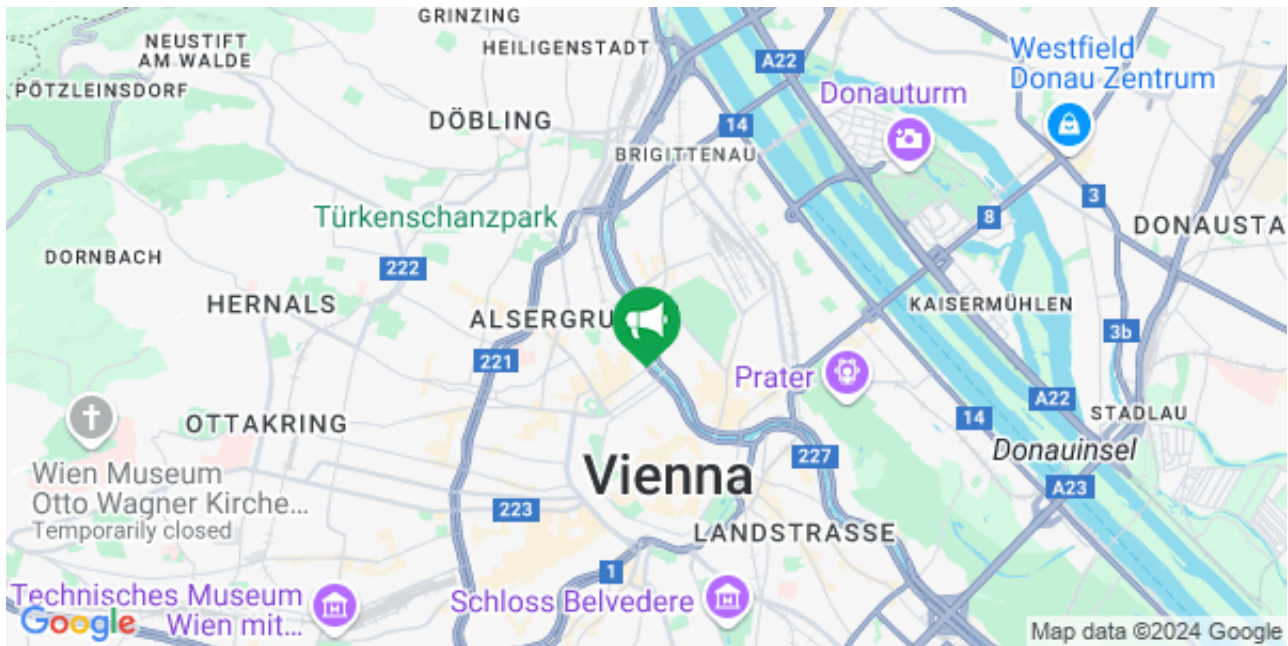 GRINZING
NEUSTIFT
AM WALDE
HEILIGENSTADT
A22
Westfield
Donau Zentrum
PÖTZLEINSDORF
DÖBLING
Donauturm
14
BRIGITTENAU
3
Türkenschanzpark
8
DONAUSTA
DORNBACH
222
HERNALS
ALSERGRU
KAISERMÜHLEN
3b
221
Prater
A22
OTTAKRING
14
STADLAU
Donauinsel
227
Vienna
Wien Museum
Otto Wagner Kirche...
Temporarily closed
A23
223
LANDSTRASSE
1
Technisches Museum
Wien mit...
Schloss Belvedere
Google
Map data ©2024 Google